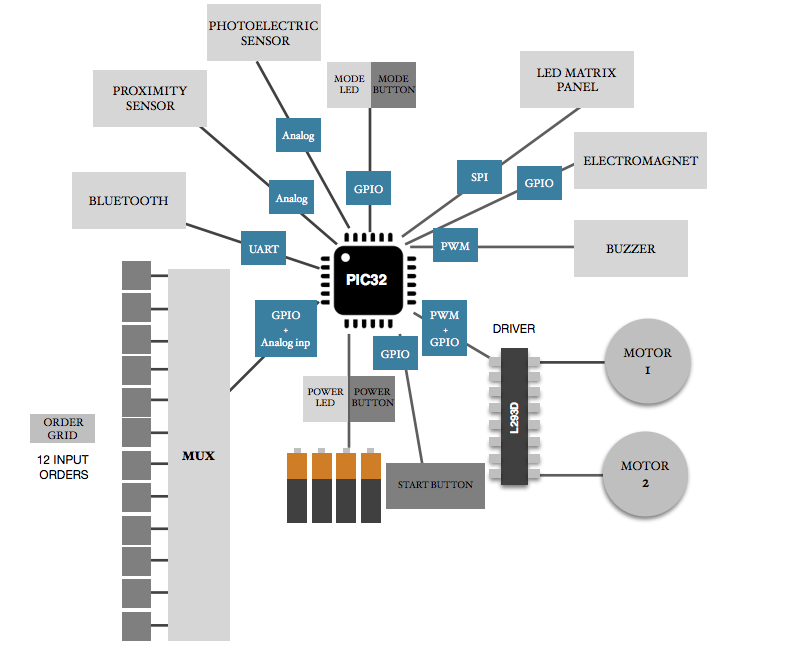 PHOTOELECTRIC
SENSOR
PROXIMITY
SENSOR
BLUETOOTH
MODE
LED
MODE
BUTTON
LED MATRIX
PANEL
ELECTROMAGNET
BUZZER
Analog
Analog
UART
GPIO
SPI
GPIO
PWM
PIC32
GPIO
+
Analog inp
PWM
+
GPIO
GPIO
DRIVER
L293D
MOTOR
1
MOTOR
2
POWER
LED
POWER
BUTTON
START BUTTON
MUX
ORDER
GRID
12 INPUT
ORDERS